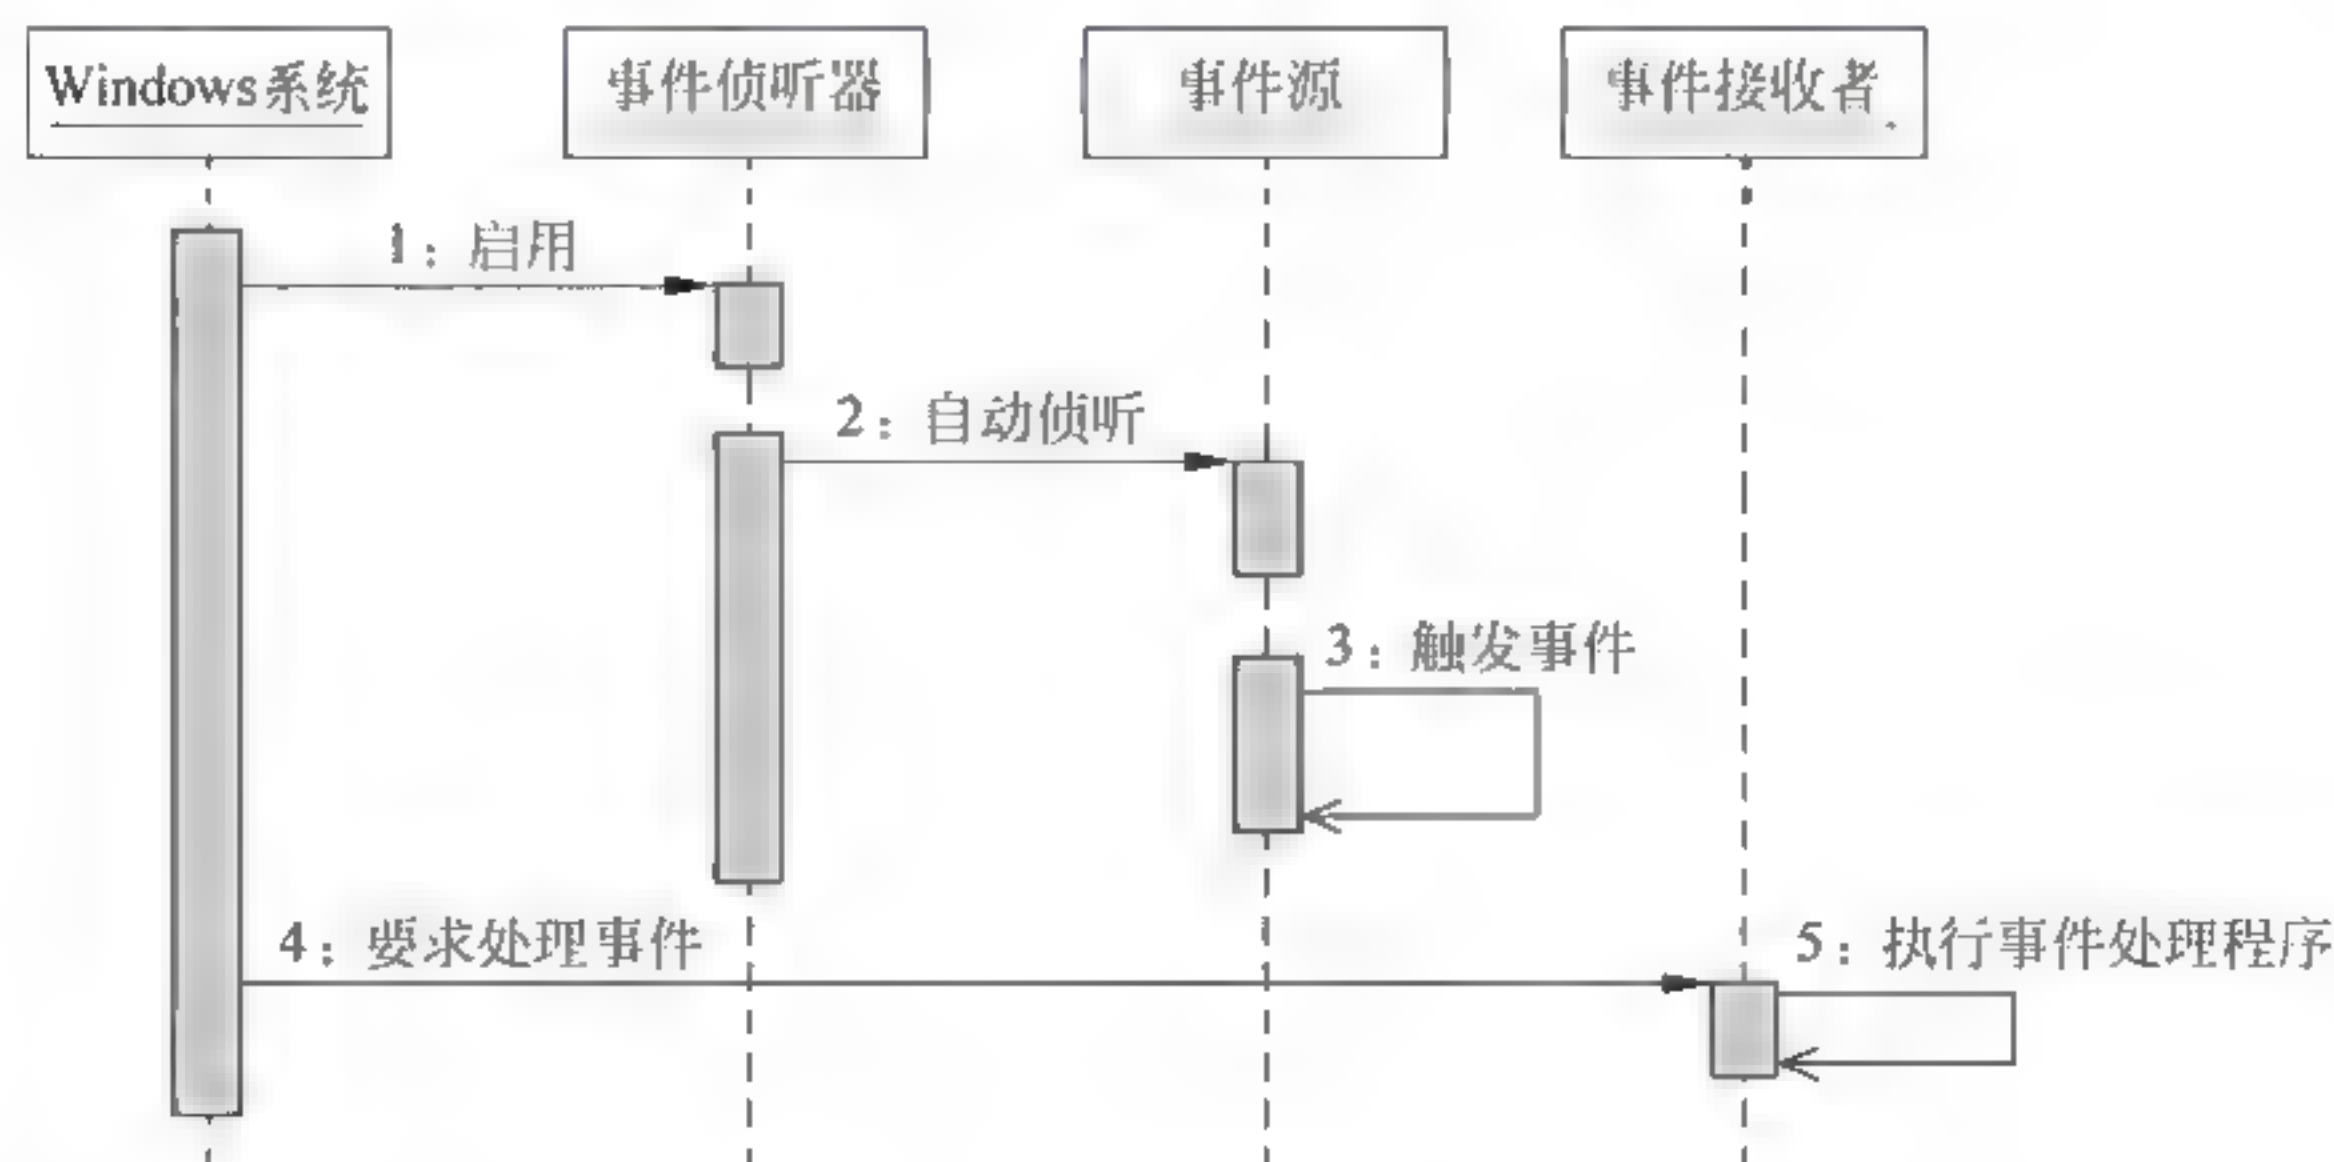 Windows系统
事件侦听器
事件源
事件接收者
1：启用
2：自动侦听
3：触发事件
4：要求处理事件
5：执行事件处理程序